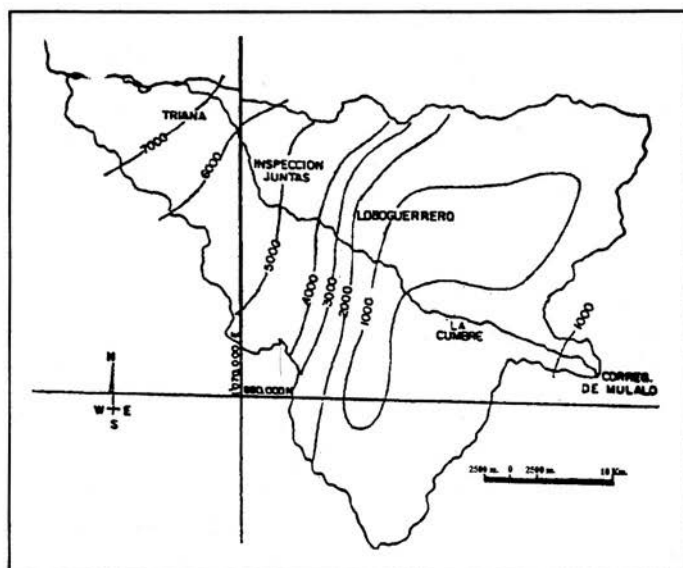 TRIANA
7000
6000
INSPECCION
JUNTAS
LOBOGUERRERO
5000
4000
3000
2000
1000
LA
CUMBRE
1000
CORREG.
DE MULALO
N
W E
S
2500 m. 0 2500 m. 10 Km.